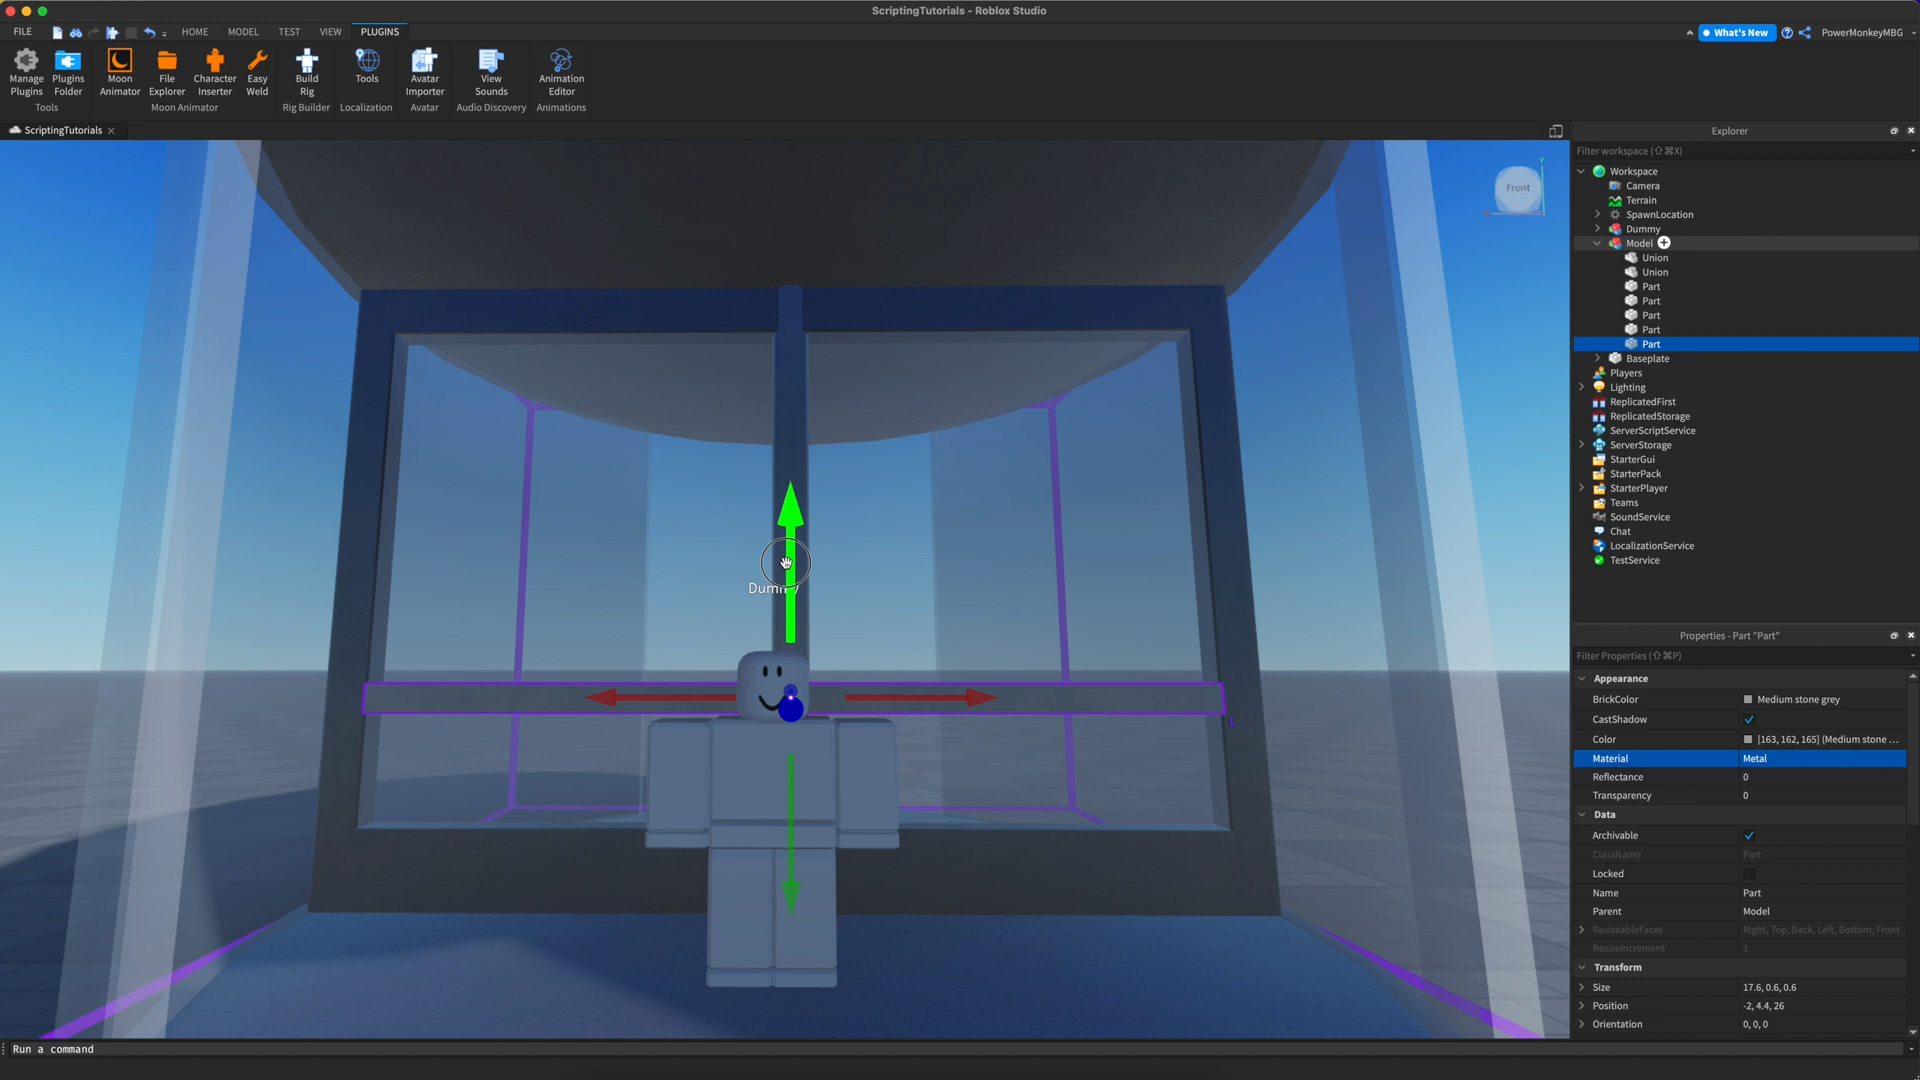 ScriptingTutorials - Roblox Studio
FILE HOME MODEL TEST VIEW PLUGINS What's New PowerMonkeyMBG
Manage Plugins
Plugins Folder
Tools
Moon Animator
File Explorer
Character Inserter
Easy Weld
Moon Animator
Build Rig
Rig Builder
Tools
Localization
Avatar Importer
Avatar
View Sounds
Audio Discovery
Animation Editor
Animations
ScriptingTutorials
Front
Y
Dummy
L
Explorer
Filter workspace (⇧⌘X)
Workspace
Camera
Terrain
SpawnLocation
Dummy
Model
Union
Union
Part
Part
Part
Part
Part
Baseplate
Players
Lighting
ReplicatedFirst
ReplicatedStorage
ServerScriptService
ServerStorage
StarterGui
StarterPack
StarterPlayer
Teams
SoundService
Chat
LocalizationService
TestService
Properties - Part "Part"
Filter Properties (⇧⌘P)
Appearance
BrickColor Medium stone grey
CastShadow
Color [163, 162, 165] (Medium stone ...
Material Metal
Reflectance 0
Transparency 0
Data
Archivable
ClassName Part
Locked
Name Part
Parent Model
ResizeableFaces Right, Top, Back, Left, Bottom, Front
ResizeIncrement 1
Transform
Size 17.6, 0.6, 0.6
Position -2, 4.4, 26
Orientation 0, 0, 0
Run a command